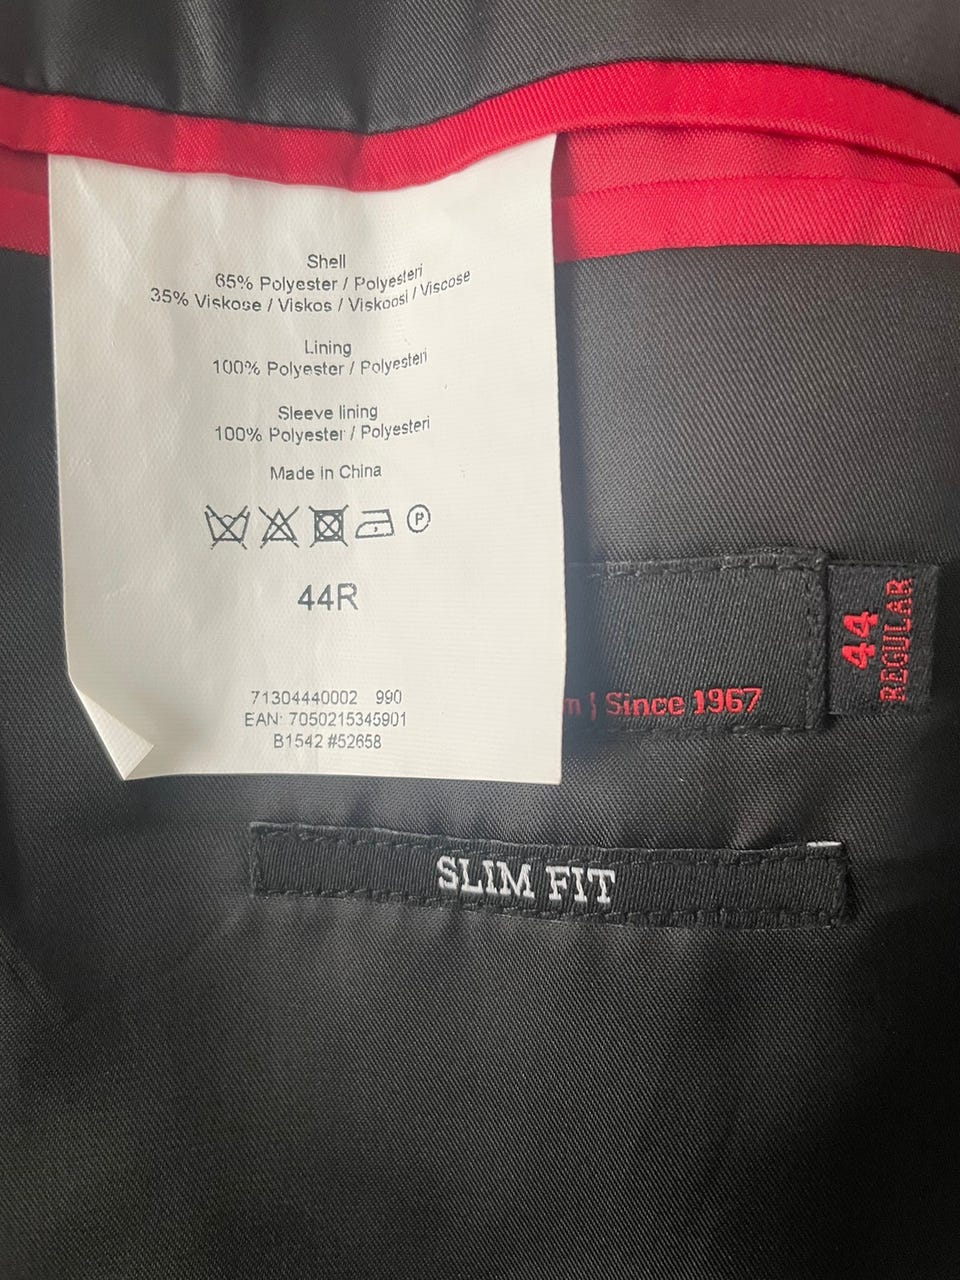 Shell
65% Polyester / Polyesteri
35% Viskose / Viskos / Viskoosi / Viscose
Lining
100% Polyester / Polyesteri
Sleeve lining
100% Polyester / Polyesteri
Made in China
P
44R
71304440002 990
EAN: 7050215345901
B1542 #52658
| Since 1967
44
REGULAR
SLIM FIT